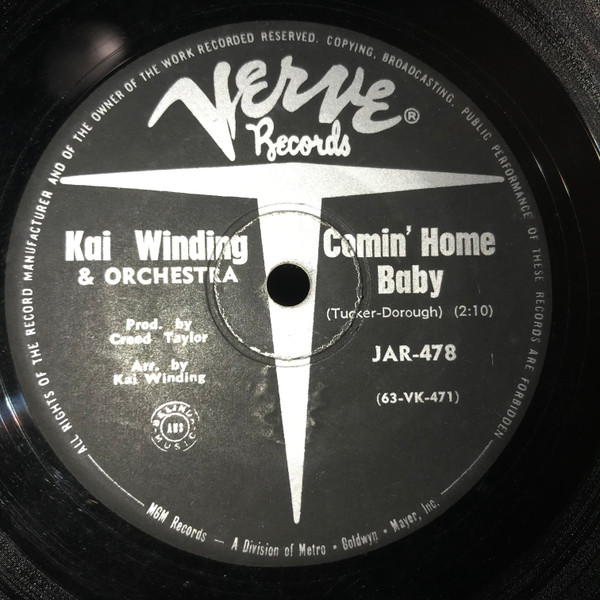 ALL RIGHTS OF THE RECORD MANUFACTURER AND OF THE OWNER OF THE WORK RECORDED RESERVED. COPYING, BROADCASTING, PUBLIC PERFORMANCE OF THESE RECORDS ARE FORBIDDEN
VERVE®
Records
Kai Winding
& ORCHESTRA
Comin' Home
Baby
(Tucker-Dorough) (2:10)
Prod. by
Creed Taylor
Arr. by
Kai Winding
JAR-478
(63-VK-471)
BELINDA
AUS
MUSIC
MGM Records — A Division of Metro - Goldwyn - Mayer, Inc.